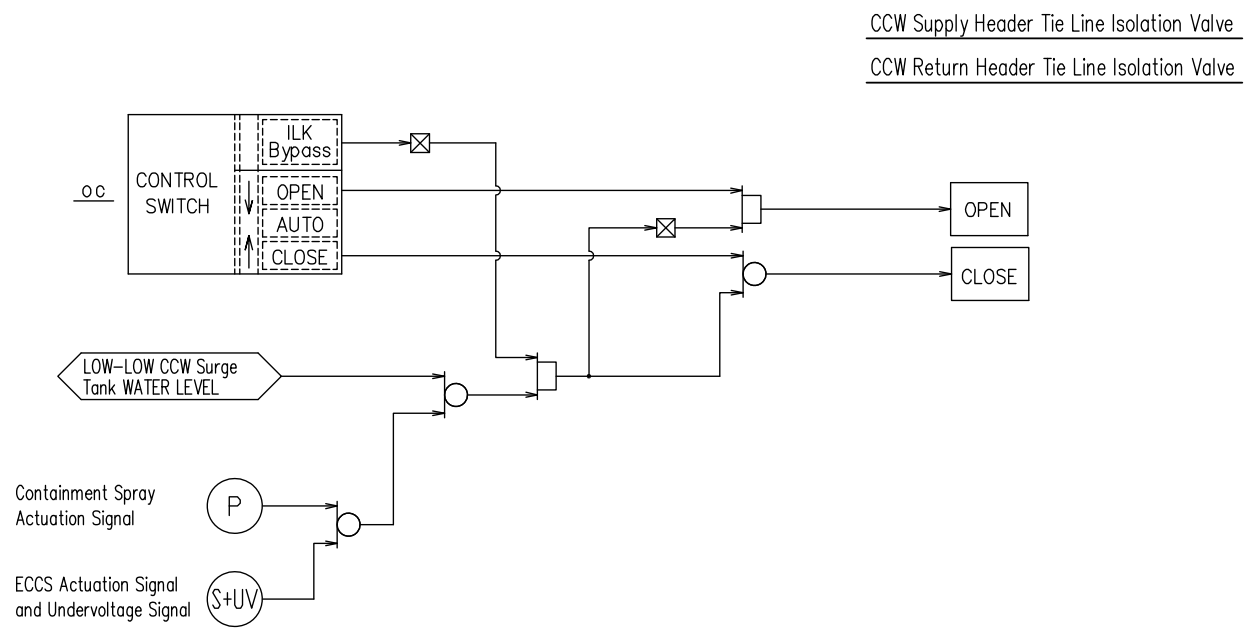 CCW Supply Header Tie Line Isolation Valve
CCW Return Header Tie Line Isolation Valve
OC
CONTROL
SWITCH
ILK
Bypass
OPEN
AUTO
CLOSE
OPEN
CLOSE
LOW-LOW CCW Surge
Tank WATER LEVEL
Containment Spray
Actuation Signal
P
ECCS Actuation Signal
and Undervoltage Signal
S+UV